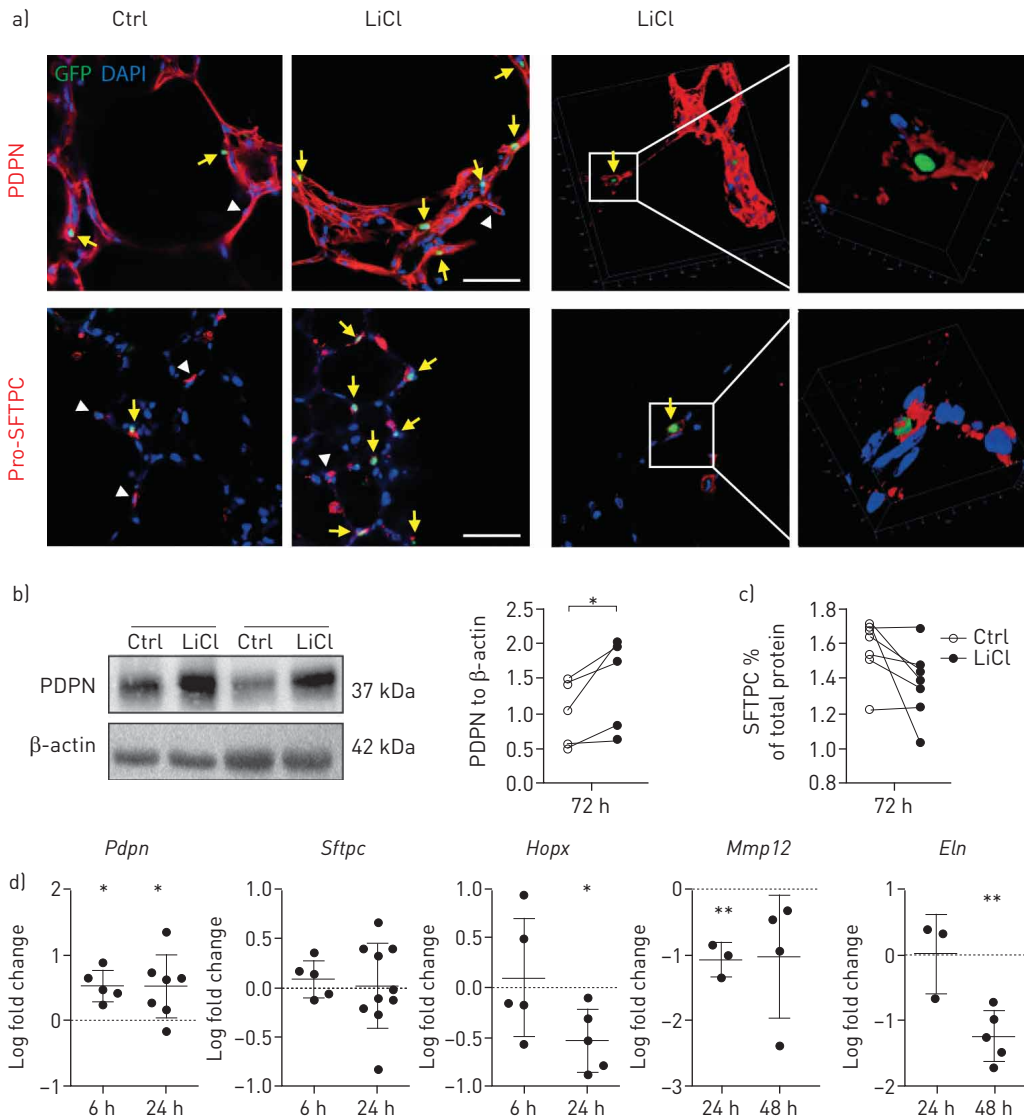 a)
Ctrl LiCl LiCl
GFP DAPI
PDPN
Pro-SFTPC
b)
Ctrl LiCl Ctrl LiCl
PDPN 37 kDa
β-actin 42 kDa
PDPN to β-actin
2.5
2.0
1.5
1.0
0.5
0.0
*
72 h
c)
SFTPC % of total protein
1.8
1.6
1.4
1.2
1.0
0.8
72 h
Ctrl
LiCl
d)
Pdpn
Log fold change
2
1
0
−1
* *
6 h 24 h
Sftpc
Log fold change
1.0
0.5
0.0
−0.5
−1.0
6 h 24 h
Hopx
Log fold change
1.0
0.5
0.0
−0.5
−1.0
*
6 h 24 h
Mmp12
Log fold change
0
−1
−2
−3
**
24 h 48 h
Eln
Log fold change
1
0
−1
−2
**
24 h 48 h